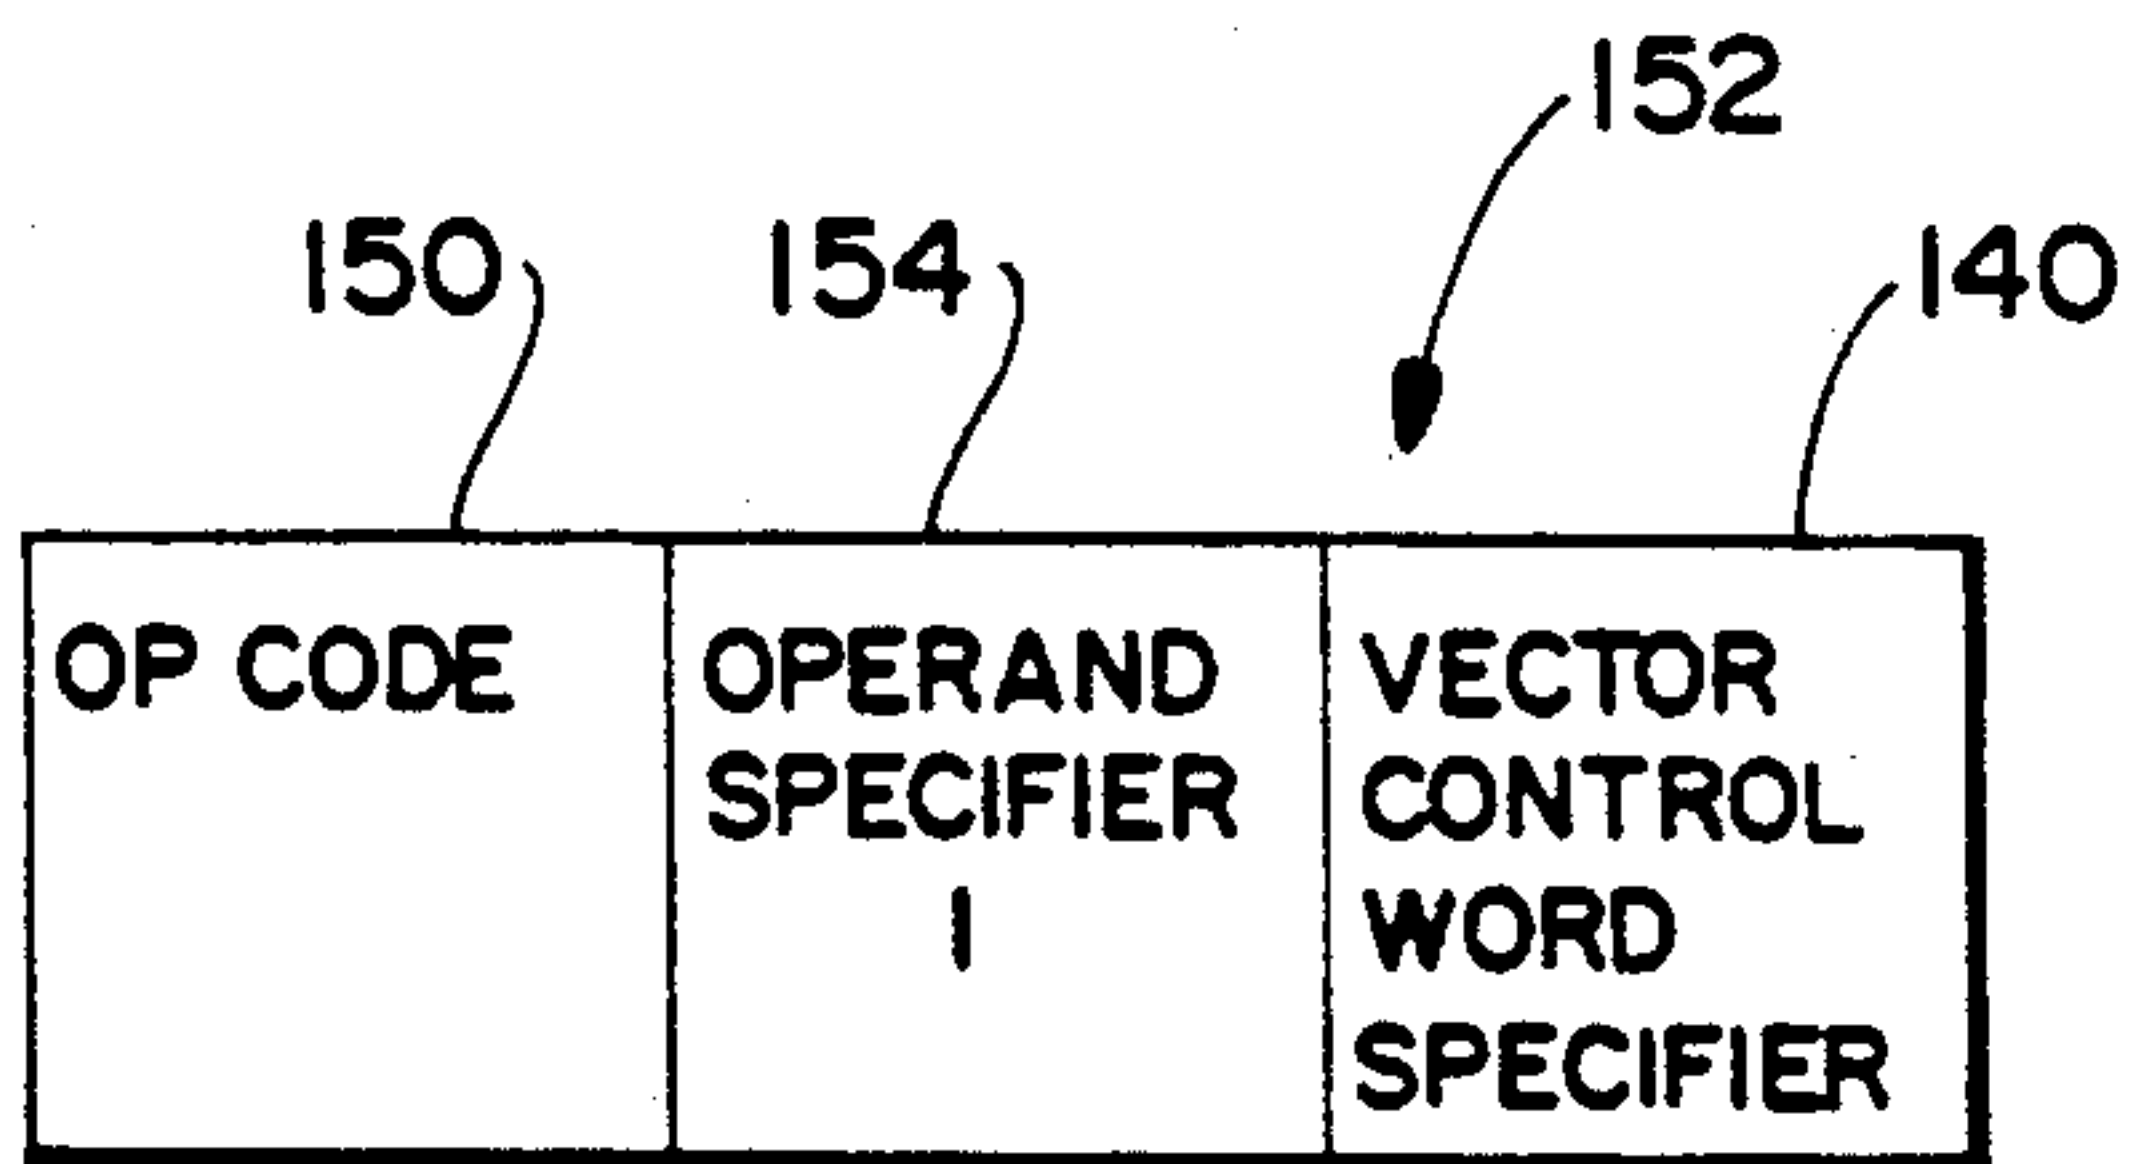 152
150
154
140
OP CODE
OPERAND
SPECIFIER
1
VECTOR
CONTROL
WORD
SPECIFIER